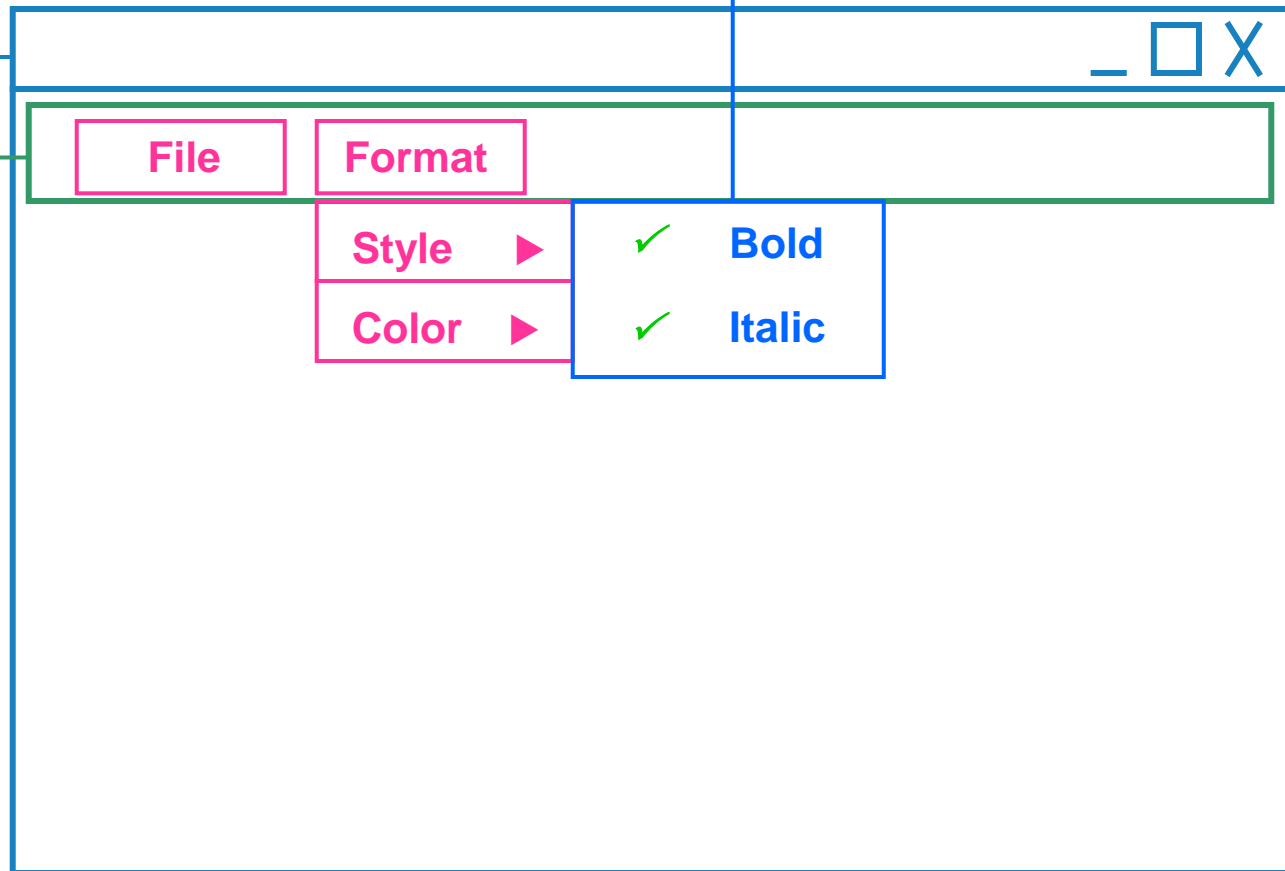 File Format
Style ▶ ✓ Bold
Color ▶ ✓ Italic